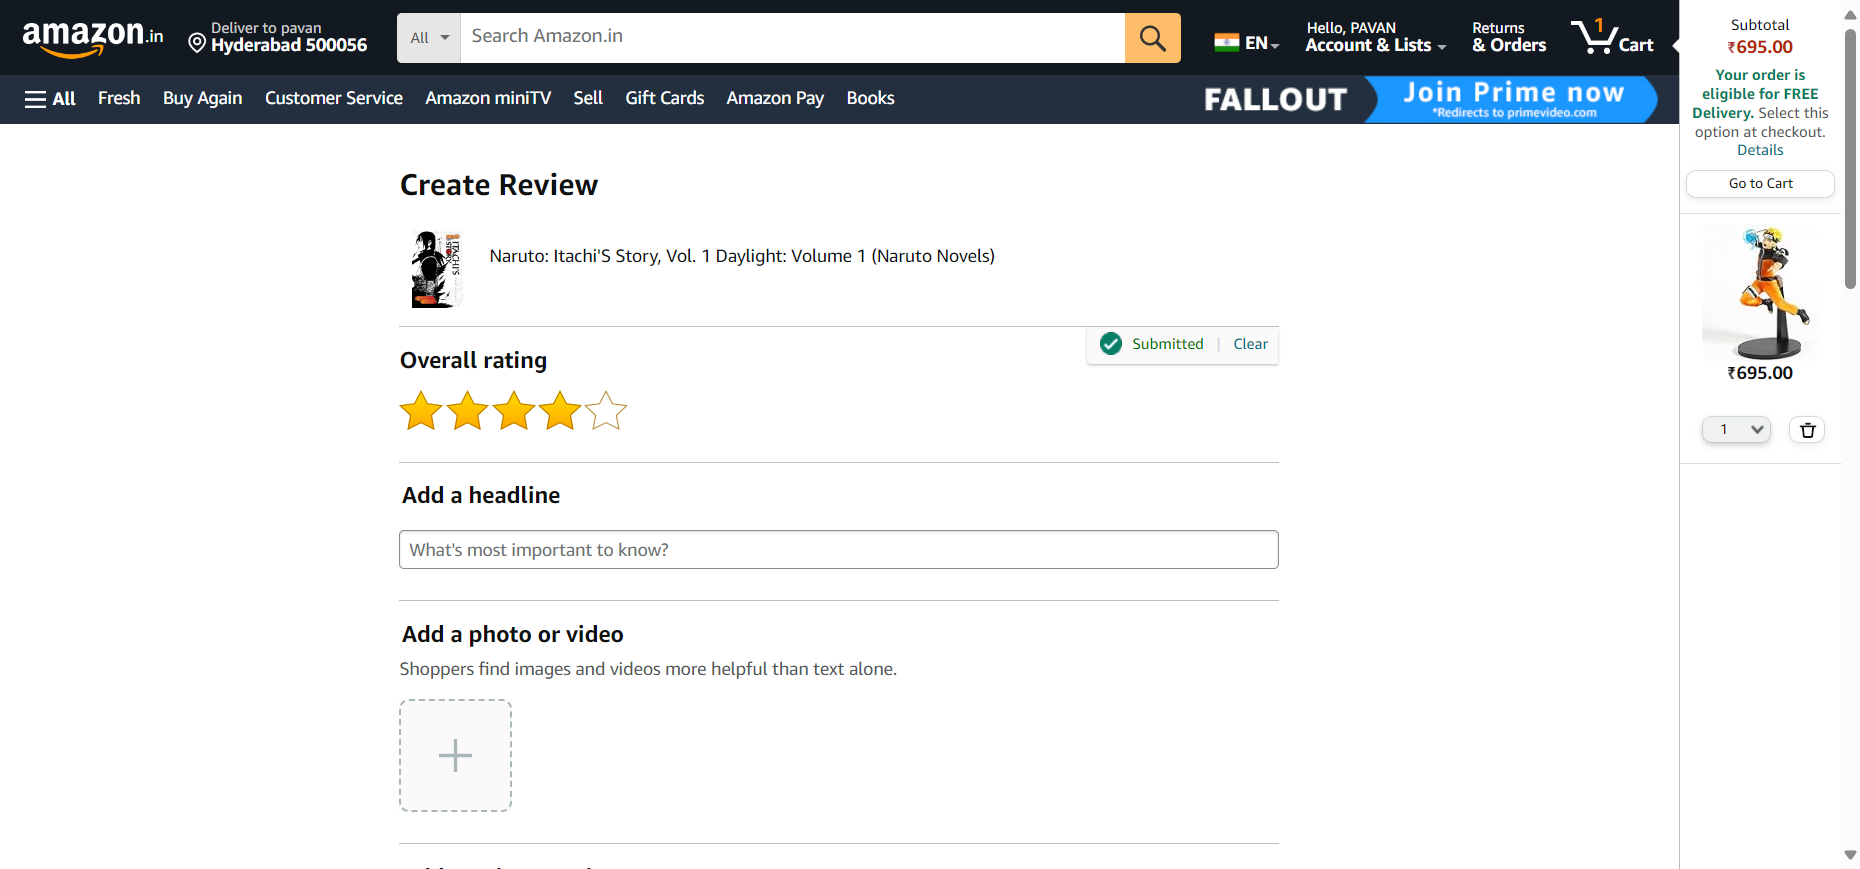 amazon.in
Deliver to pavan
Hyderabad 500056
All
Search Amazon.in
EN
Hello, PAVAN
Account & Lists
Returns
& Orders
1
Cart
All
Fresh
Buy Again
Customer Service
Amazon miniTV
Sell
Gift Cards
Amazon Pay
Books
FALLOUT
Join Prime now
*Redirects to primevideo.com
Create Review
ITACHI'S
STORY
Naruto: Itachi'S Story, Vol. 1 Daylight: Volume 1 (Naruto Novels)
Submitted | Clear
Overall rating
Add a headline
What's most important to know?
Add a photo or video
Shoppers find images and videos more helpful than text alone.
Subtotal
₹695.00
Your order is
eligible for FREE
Delivery. Select this
option at checkout.
Details
Go to Cart
₹695.00
1